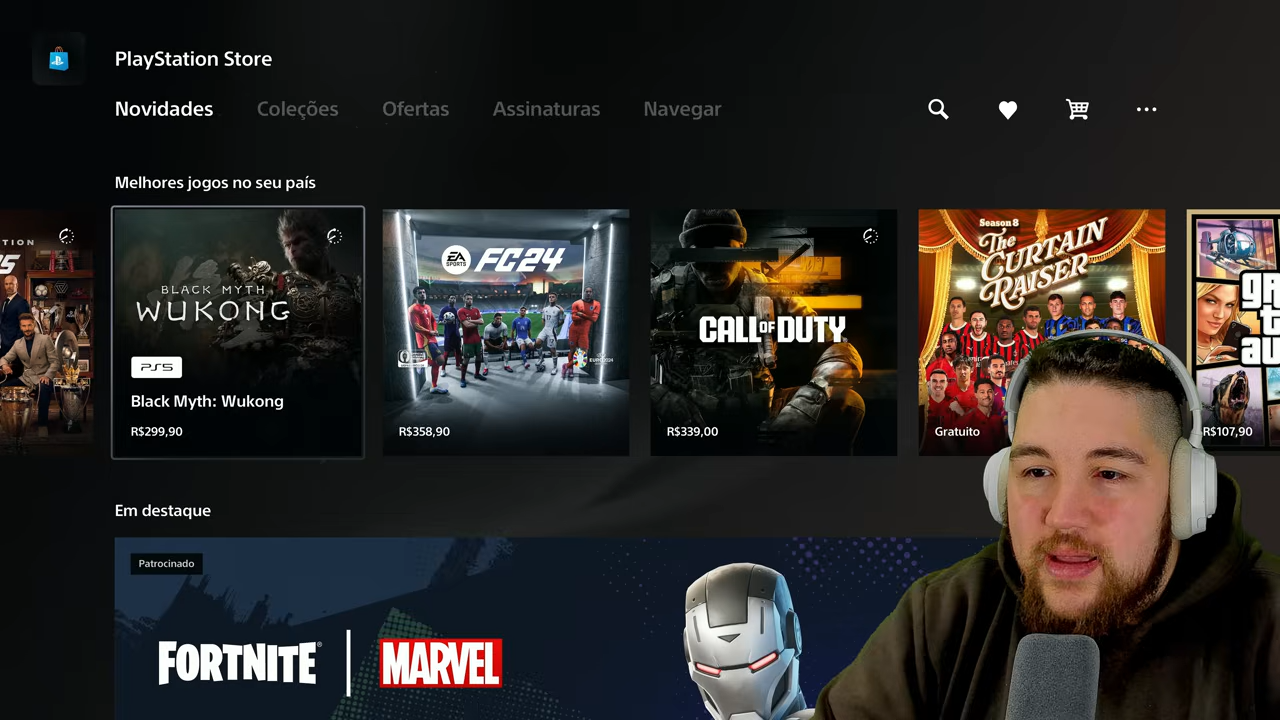 PlayStation Store
Novidades
Coleções
Ofertas
Assinaturas
Navegar
Melhores jogos no seu país
BLACK MYTH
WUKONG
PS5
Black Myth: Wukong
R$299,90
EA
SPORTS
FC24
R$358,90
CALL OF DUTY
R$339,00
Season 8
The
CURTAIN
RAISER
Gratuito
R$107,90
Em destaque
Patrocinado
FORTNITE
MARVEL